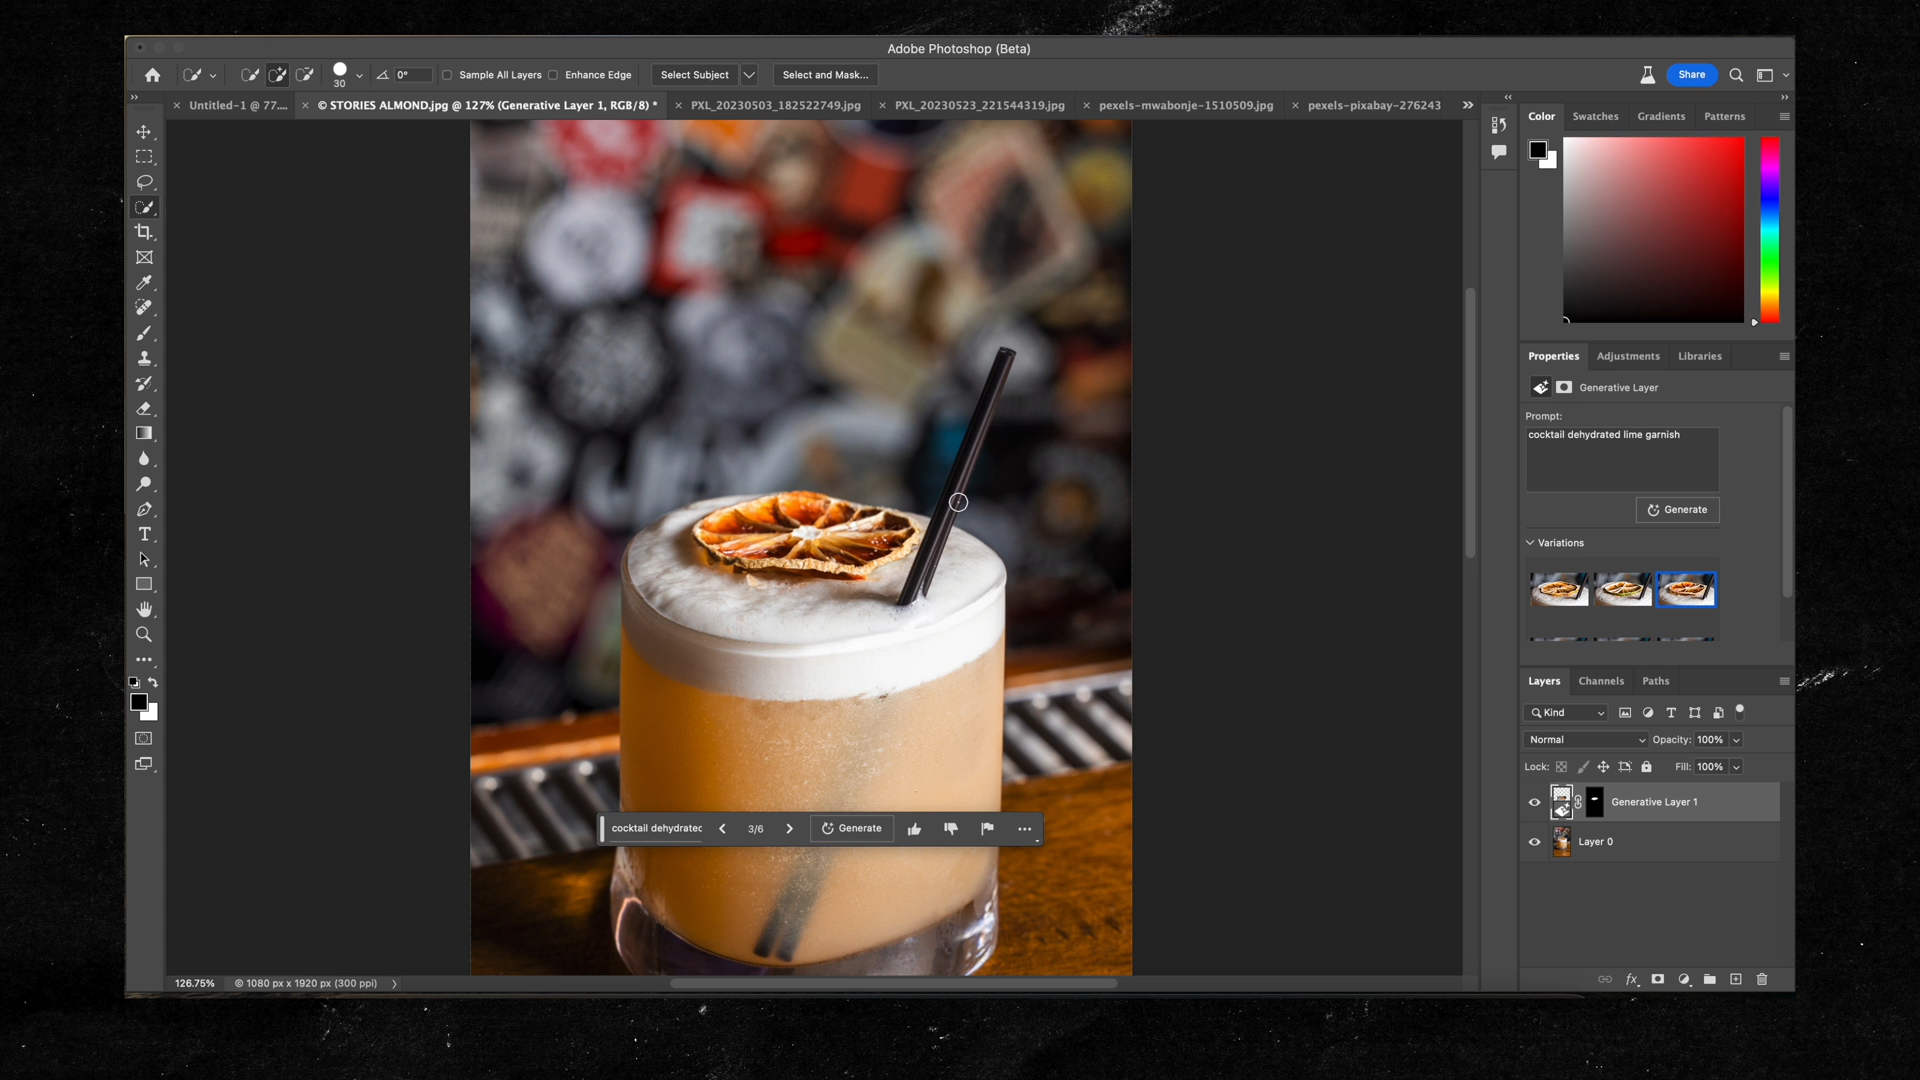 Adobe Photoshop (Beta)
30
0°
Sample All Layers
Enhance Edge
Select Subject
Select and Mask...
Share
Untitled-1 @ 77....
© STORIES ALMOND.jpg @ 127% (Generative Layer 1, RGB/8) *
PXL_20230503_182522749.jpg
PXL_20230523_221544319.jpg
pexels-mwabonje-1510509.jpg
pexels-pixabay-276243
Color
Swatches
Gradients
Patterns
Properties
Adjustments
Libraries
Generative Layer
Prompt:
cocktail dehydrated lime garnish
Generate
Variations
Layers
Channels
Paths
Kind
Normal
Opacity: 100%
Lock:
Fill: 100%
Generative Layer 1
Layer 0
cocktail dehydrated
3/6
Generate
126.75%
© 1080 px x 1920 px (300 ppi)